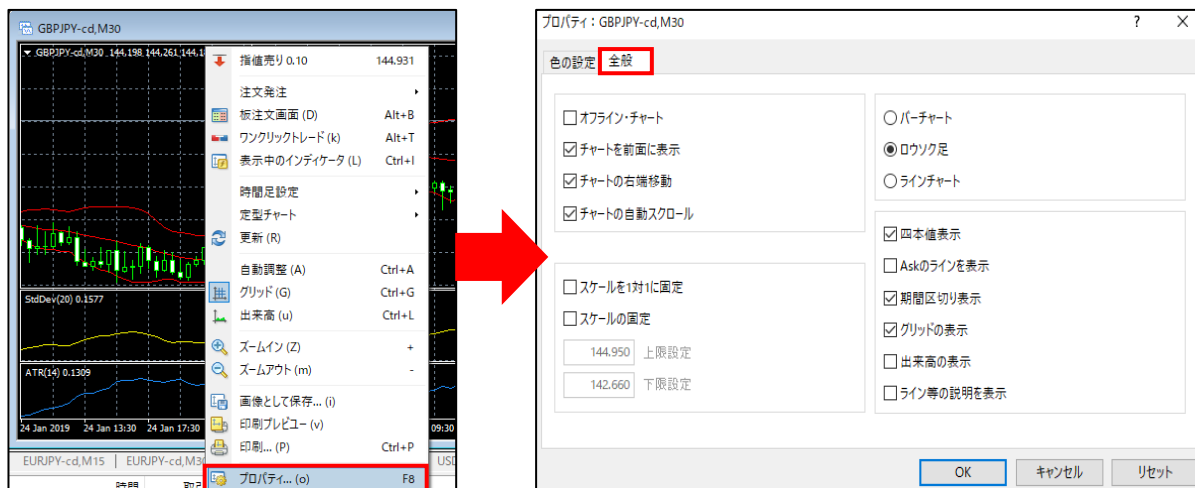 GBPJPY-cd,M30
GBPJPY-cd,M30 144.198 144.261 144.1
指値売り 0.10 144.931
注文発注
板注文画面 (D) Alt+B
ワンクリックトレード (k) Alt+T
表示中のインディケータ (L) Ctrl+I
時間足設定
定型チャート
更新 (R)
自動調整 (A) Ctrl+A
グリッド (G) Ctrl+G
出来高 (u) Ctrl+L
ズームイン (Z) +
ズームアウト (m) -
画像として保存... (i)
印刷プレビュー (v)
印刷... (P) Ctrl+P
プロパティ... (o) F8
StdDev(20) 0.1577
ATR(14) 0.1309
24 Jan 2019 24 Jan 13:30 24 Jan 17:30 09:30
EURJPY-cd,M15 EURJPY-cd,M30 USD
時間
プロパティ：GBPJPY-cd,M30 ? X
色の設定 全般
オフライン・チャート
チャートを前面に表示
チャートの右端移動
チャートの自動スクロール
スケールを1対1に固定
スケールの固定
144.950 上限設定
142.660 下限設定
バーチャート
ロウソク足
ラインチャート
四本値表示
Askのラインを表示
期間区切り表示
グリッドの表示
出来高の表示
ライン等の説明を表示
OK キャンセル リセット